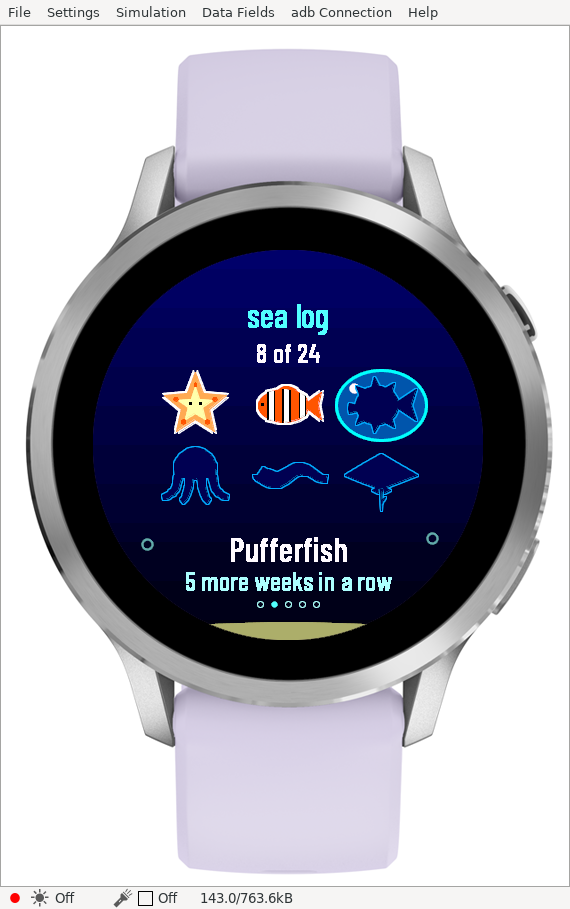 File Settings Simulation Data Fields adb Connection Help
sea log
8 of 24
Pufferfish
5 more weeks in a row
Off Off 143.0/763.6kB